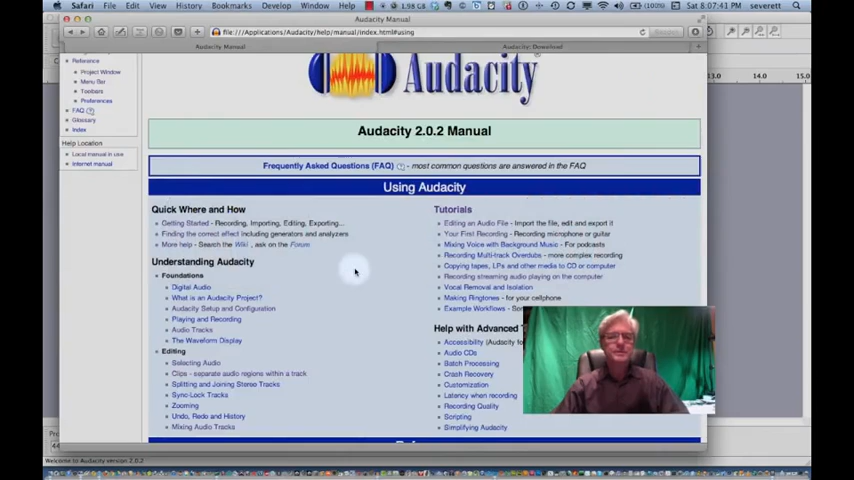 Safari File Edit View History Bookmarks Develop Window Help
1.98 GB
(100%) Sat 8:07:41 PM severett
Audacity Manual
file:///Applications/Audacity/help/manual/index.html#using
Reader
Audacity Manual
Audacity: Download
13.0 14.0 15.0
Reference
Project Window
Menu Bar
Toolbars
Preferences
FAQ
Glossary
Index
Help Location
Local manual in use
Internet manual
Audacity
Audacity 2.0.2 Manual
Frequently Asked Questions (FAQ) - most common questions are answered in the FAQ
Using Audacity
Quick Where and How
Getting Started - Recording, Importing, Editing, Exporting...
Finding the correct effect including generators and analyzers
More help - Search the Wiki , ask on the Forum
Understanding Audacity
Foundations
Digital Audio
What is an Audacity Project?
Audacity Setup and Configuration
Playing and Recording
Audio Tracks
The Waveform Display
Editing
Selecting Audio
Clips - separate audio regions within a track
Splitting and Joining Stereo Tracks
Sync-Lock Tracks
Zooming
Undo, Redo and History
Mixing Audio Tracks
Tutorials
Editing an Audio File - Import the file, edit and export it
Your First Recording - Recording microphone or guitar
Mixing Voice with Background Music - For podcasts
Recording Multi-track Overdubs - more complex recording
Copying tapes, LPs and other media to CD or computer
Recording streaming audio playing on the computer
Vocal Removal and Isolation
Making Ringtones - for your cellphone
Example Workflows -
Help with Advanced
Accessibility (Audacity
Audio CDs
Batch Processing
Crash Recovery
Customization
Latency when recording
Recording Quality
Scripting
Simplifying Audacity
Welcome to Audacity version 2.0.2